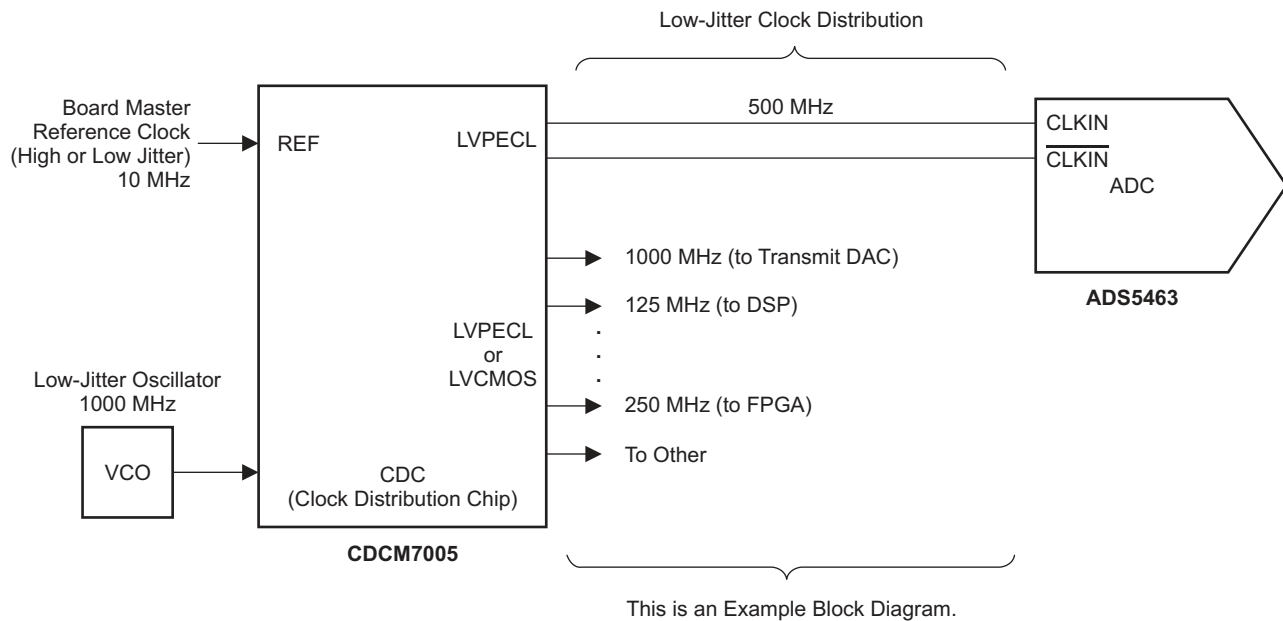 Low-Jitter Clock Distribution
Board Master
Reference Clock
(High or Low Jitter)
10 MHz
REF
LVPECL
500 MHz
CLKIN
CLKIN
ADC
ADS5463
1000 MHz (to Transmit DAC)
125 MHz (to DSP)
LVPECL
or
LVCMOS
250 MHz (to FPGA)
To Other
Low-Jitter Oscillator
1000 MHz
VCO
CDC
(Clock Distribution Chip)
CDCM7005
This is an Example Block Diagram.